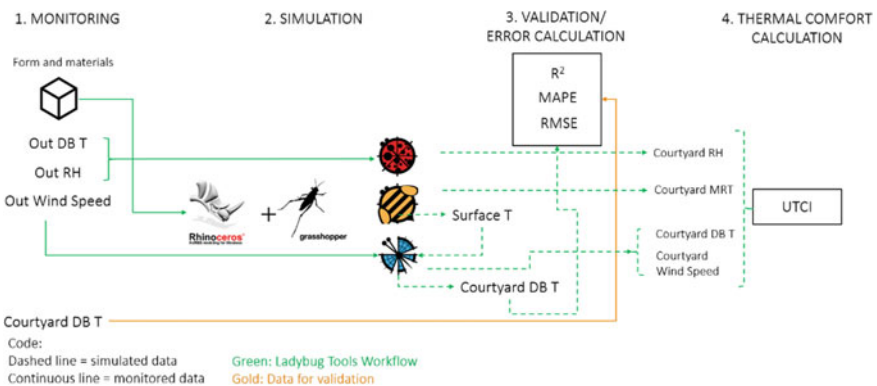 1. MONITORING
2. SIMULATION
3. VALIDATION/
ERROR CALCULATION
4. THERMAL COMFORT
CALCULATION
Form and materials
R²
MAPE
RMSE
Out DB T
Out RH
Out Wind Speed
Rhinoceros
+
grasshopper
Surface T
Courtyard DB T
Courtyard RH
Courtyard MRT
Courtyard DB T
Courtyard
Wind Speed
UTCI
Courtyard DB T
Code:
Dashed line = simulated data
Continuous line = monitored data
Green: Ladybug Tools Workflow
Gold: Data for validation